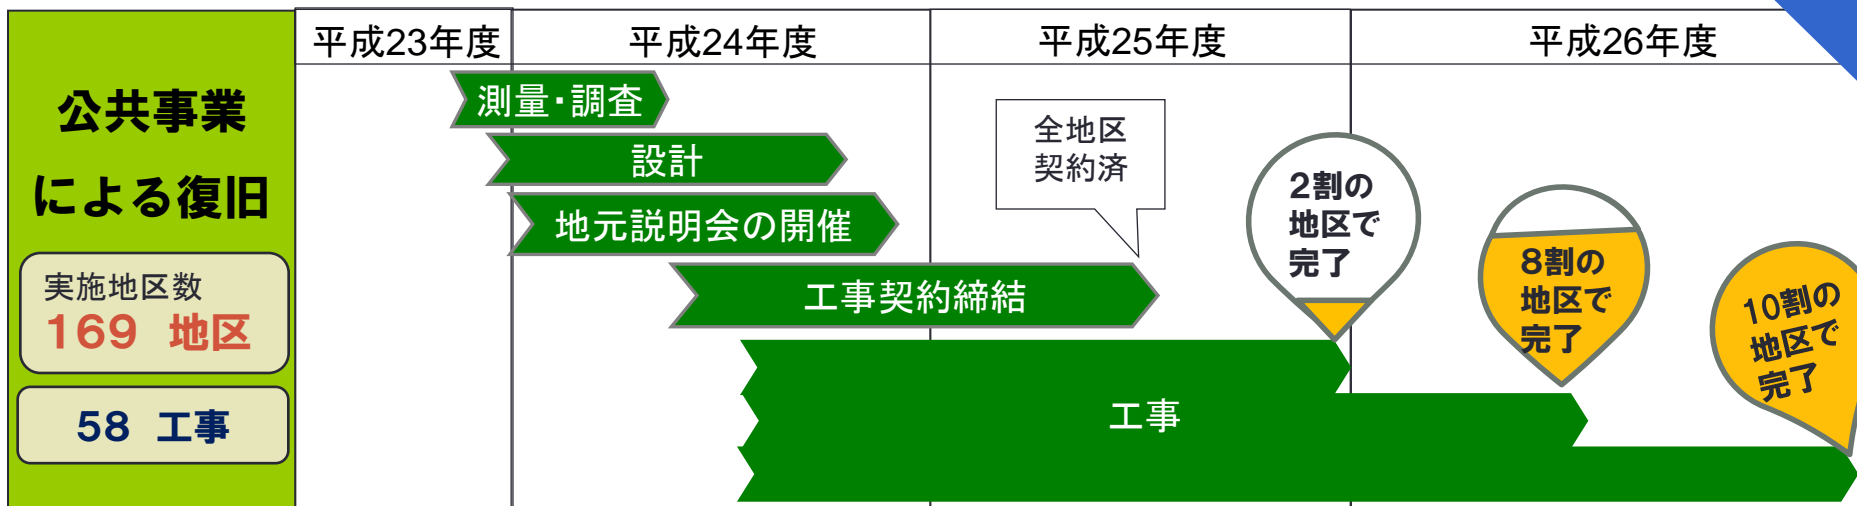 平成23年度
平成24年度
平成25年度
平成26年度
公共事業
による復旧
実施地区数
169 地区
58 工事
測量・調査
設計
地元説明会の開催
工事契約締結
全地区
契約済
工事
2割の
地区で
完了
8割の
地区で
完了
10割の
地区で
完了